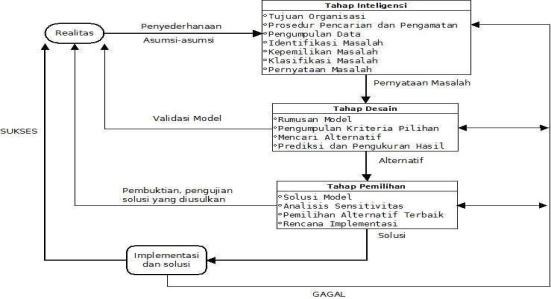 Tahap Inteligensi
Realitas
Penyederhanaan
Asumsi-asumsi
Tujuan Organisasi
Prosedur Pencarian dan Pengamatan
Pengumpulan Data
Identifikasi Masalah
Kepemilikan Masalah
Klasifikasi Masalah
Pernyataan Masalah
Pernyataan Masalah
Tahap Desain
Rumusan Model
Pengumpulan Kriteria Pilihan
Mencari Alternatif
Prediksi dan Pengukuran Hasil
Validasi Model
SUKSES
Alternatif
Tahap Pemilihan
Solusi Model
Analisis Sensitivitas
Pemilihan Alternatif Terbaik
Rencana Implementasi
Pembuktian, pengujian
solusi yang diusulkan
Solusi
Implementasi
dan solusi
GAGAL